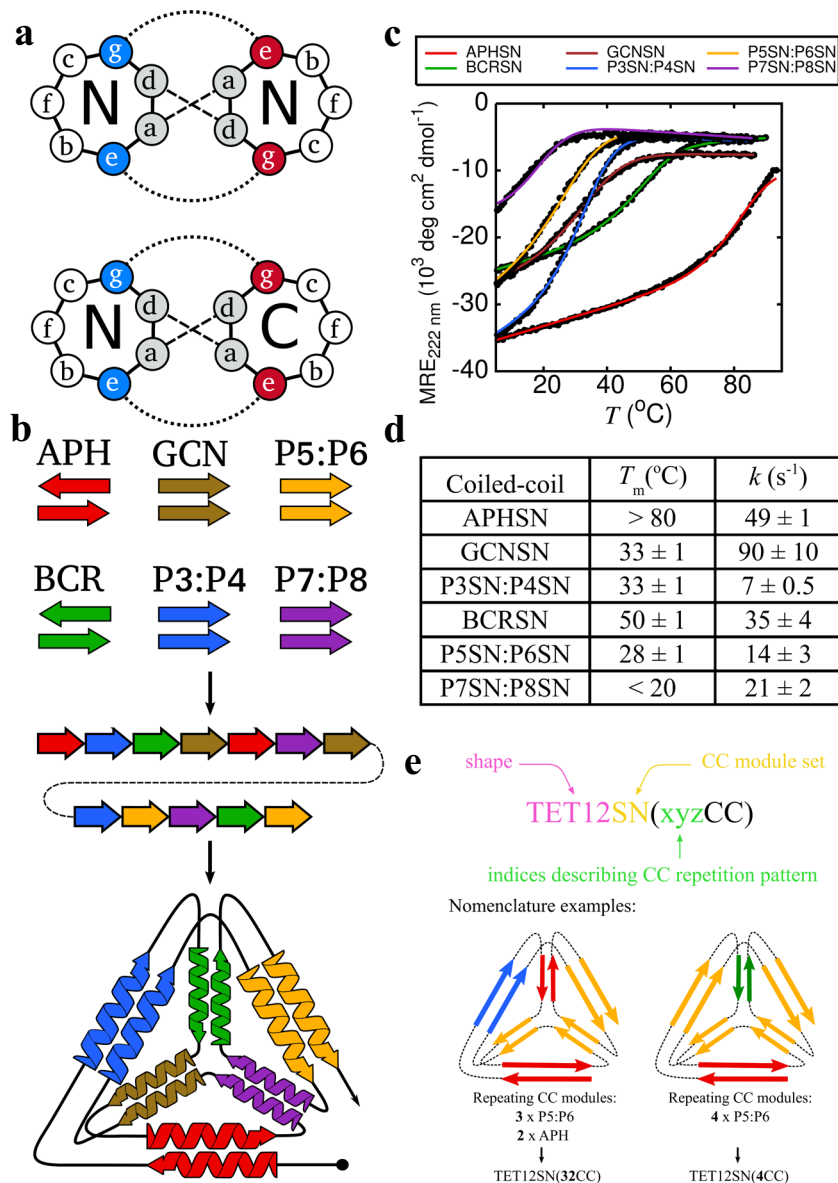 a
c g d a f N b e
e a b d N f g c
c g d a f N b e
g d c a C f e b
b
APH GCN P5:P6
BCR P3:P4 P7:P8
c
APHSN GCNSN P5SN:P6SN
BCRSN P3SN:P4SN P7SN:P8SN
0
-10
-20
-30
-40
MRE222 nm (10³ deg cm² dmol⁻¹)
20 40 60 80
T (°C)
d
Coiled-coil Tm(°C) k (s⁻¹)
APHSN > 80 49 ± 1
GCNSN 33 ± 1 90 ± 10
P3SN:P4SN 33 ± 1 7 ± 0.5
BCRSN 50 ± 1 35 ± 4
P5SN:P6SN 28 ± 1 14 ± 3
P7SN:P8SN < 20 21 ± 2
e
shape CC module set
TET12SN(xyzCC)
indices describing CC repetition pattern
Nomenclature examples:
Repeating CC modules:
3 x P5:P6
2 x APH
TET12SN(32CC)
Repeating CC modules:
4 x P5:P6
TET12SN(4CC)